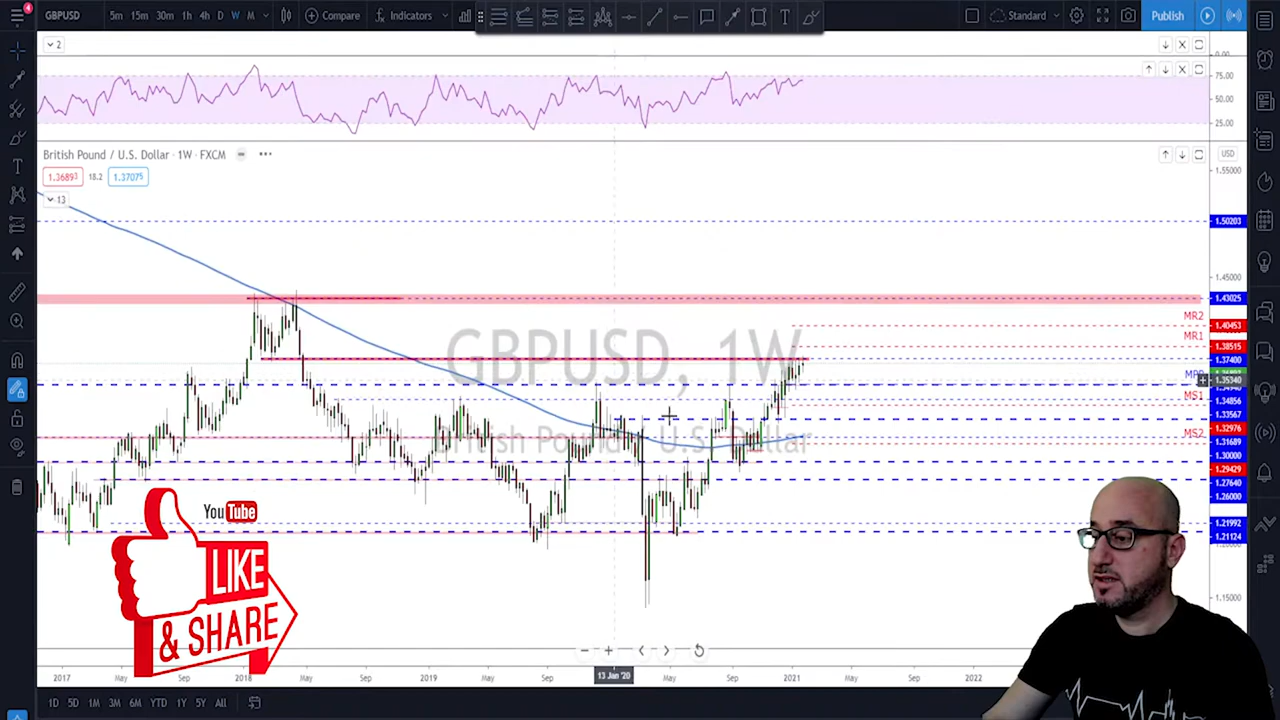 4
GBPUSD 5m 15m 30m 1h 4h D W M Compare Indicators Standard Publish
2
0.00
75.00
50.00
25.00
British Pound / U.S. Dollar · 1W · FXCM
USD
1.36893 18.2 1.37075
13
1.55000
1.50203
1.45000
1.43025
MR2 1.40453
MR1 1.38515
1.37400
GBPUSD, 1W
British Pound / U.S. Dollar
1.35340
1.34856
MS1 1.33567
1.32976
MS2 1.31689
1.30000
1.29429
1.27640
1.26000
1.21992
1.21124
1.15000
YouTube
LIKE
& SHARE
2017 May Sep 2018 May Sep 2019 May Sep 13 Jan '20 May Sep 2021 May Sep 2022
1D 5D 1M 3M 6M YTD 1Y 5Y All